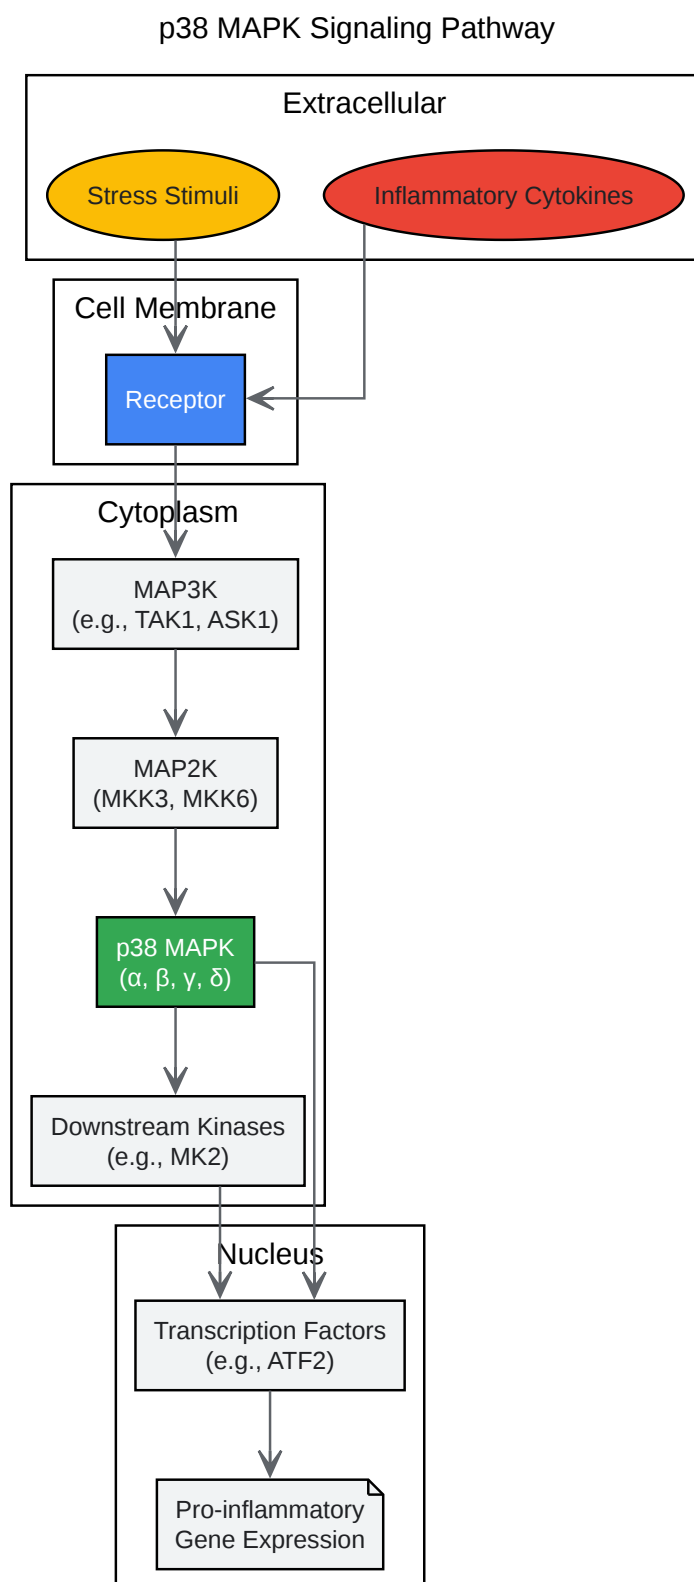 p38 MAPK Signaling Pathway
Extracellular
Stress Stimuli
Inflammatory Cytokines
Cell Membrane
Receptor
Cytoplasm
MAP3K
(e.g., TAK1, ASK1)
MAP2K
(MKK3, MKK6)
p38 MAPK
(α, β, γ, δ)
Downstream Kinases
(e.g., MK2)
Nucleus
Transcription Factors
(e.g., ATF2)
Pro-inflammatory
Gene Expression